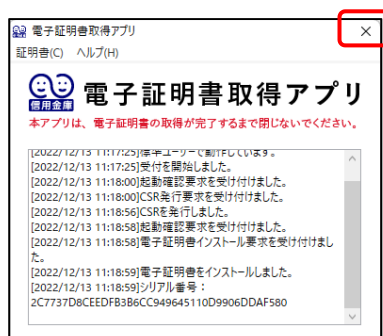 電子証明書取得アプリ
証明書(C) ヘルプ(H)
信用金庫 電子証明書取得アプリ
本アプリは、電子証明書の取得が完了するまで閉じないでください。
[2022/12/13 11:17:25]標準ユーザーで動作しています。
[2022/12/13 11:17:25]受付を開始しました。
[2022/12/13 11:18:00]起動確認要求を受け付けました。
[2022/12/13 11:18:00]CSR発行要求を受け付けました。
[2022/12/13 11:18:56]CSRを発行しました。
[2022/12/13 11:18:58]起動確認要求を受け付けました。
[2022/12/13 11:18:58]電子証明書インストール要求を受け付けまし
た。
[2022/12/13 11:18:59]電子証明書をインストールしました。
[2022/12/13 11:18:59]シリアル番号：
2C7737D8CEEDFB3B6CC949645110D9906DDAF580